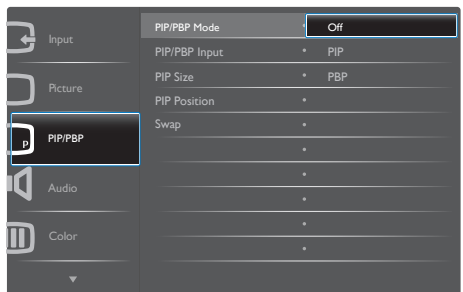 Input
Picture
P
PIP/PBP
Audio
Color
PIP/PBP Mode
PIP/PBP Input
PIP Size
PIP Position
Swap
Off
PIP
PBP